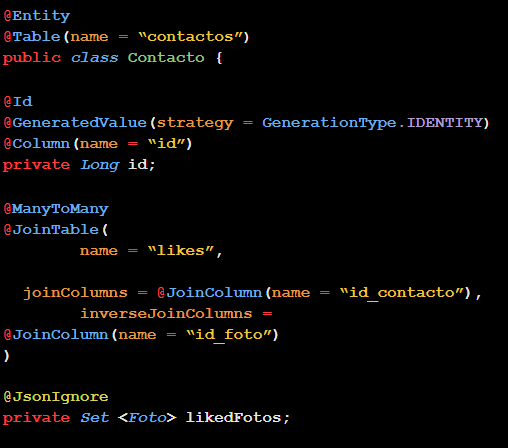 @Entity
@Table(name = “contactos”)
public class Contacto {
@Id
@GeneratedValue(strategy = GenerationType.IDENTITY)
@Column(name = “id”)
private Long id;
@ManyToMany
@JoinTable(
name = “likes”,
joinColumns = @JoinColumn(name = “id_contacto”),
inverseJoinColumns =
@JoinColumn(name = “id_foto”)
)
@JsonIgnore
private Set <Foto> likedFotos;